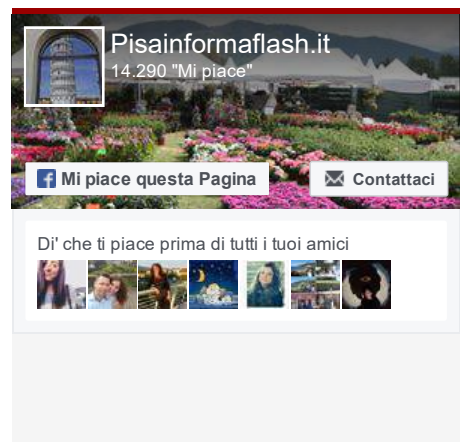 Pisainformaflash.it
14.290 "Mi piace"
Mi piace questa Pagina
Contattaci
Di' che ti piace prima di tutti i tuoi amici